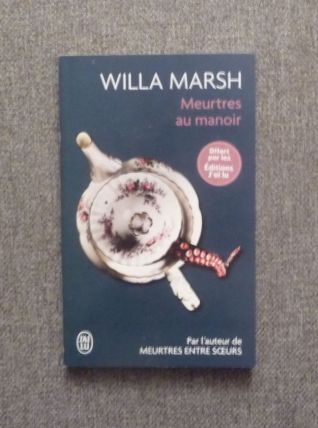 WILLA MARSH
Meurtres
au manoir
Offert
par les
Éditions
J'ai lu
J'AI
LU
Par l'auteur de
MEURTRES ENTRE SŒURS